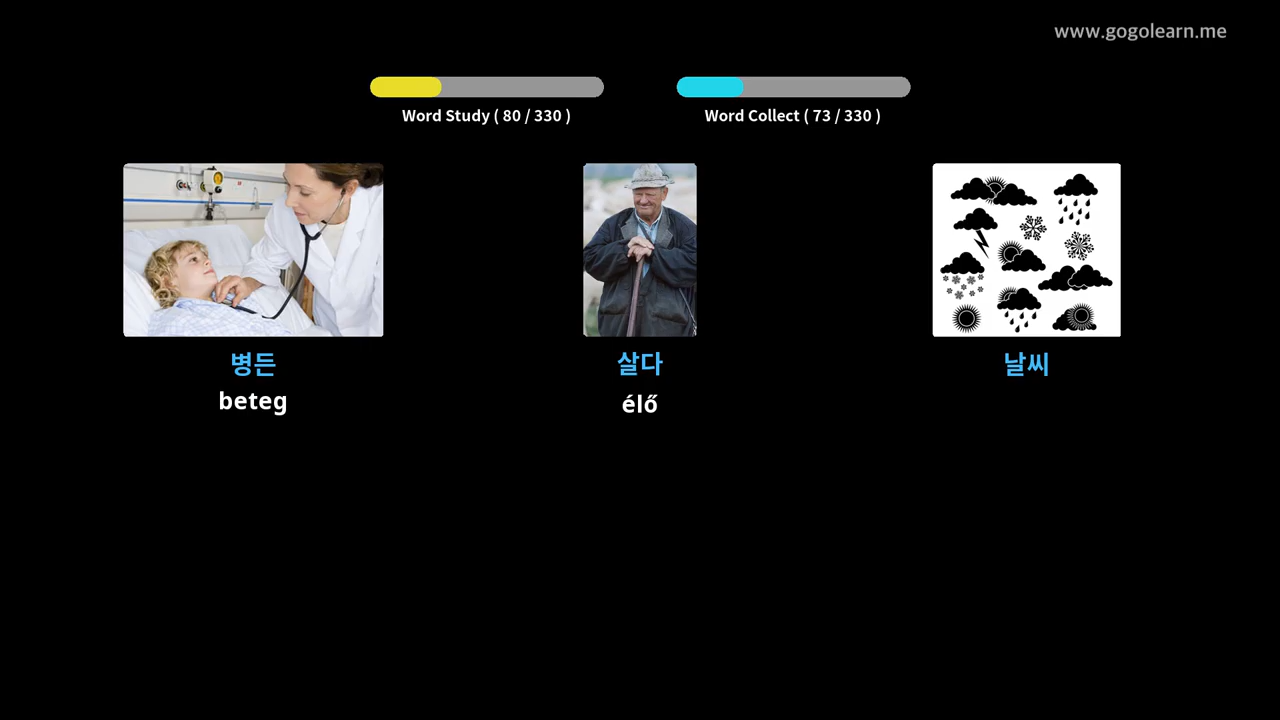 www.gogolearn.me
Word Study ( 80 / 330 )
Word Collect ( 73 / 330 )
병든
살다
날씨
beteg
élő